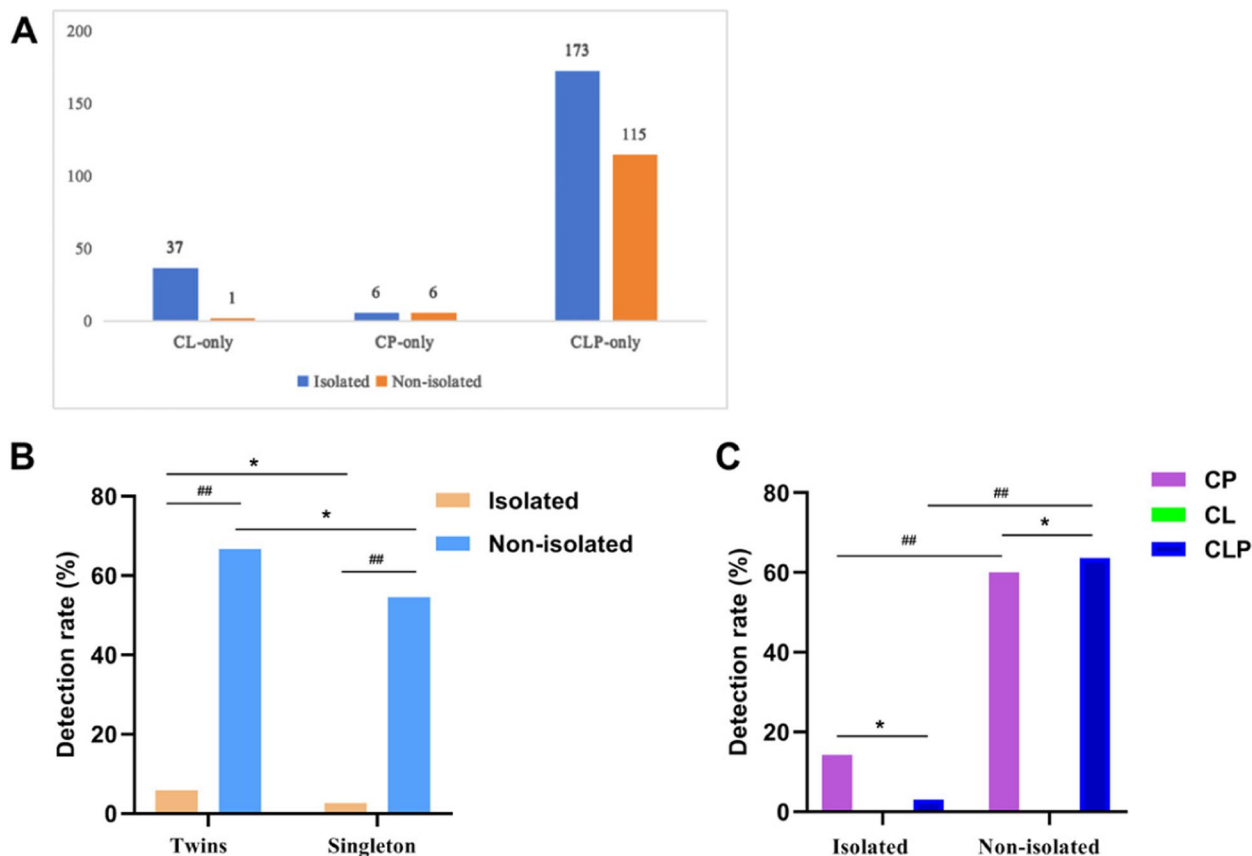 A
200
150
100
50
0
37
1
6
6
173
115
CL-only
CP-only
CLP-only
Isolated
Non-isolated
B
Detection rate (%)
80
60
40
20
0
*
##
*
##
Isolated
Non-isolated
Twins
Singleton
C
Detection rate (%)
80
60
40
20
0
##
##
*
*
CP
CL
CLP
Isolated
Non-isolated